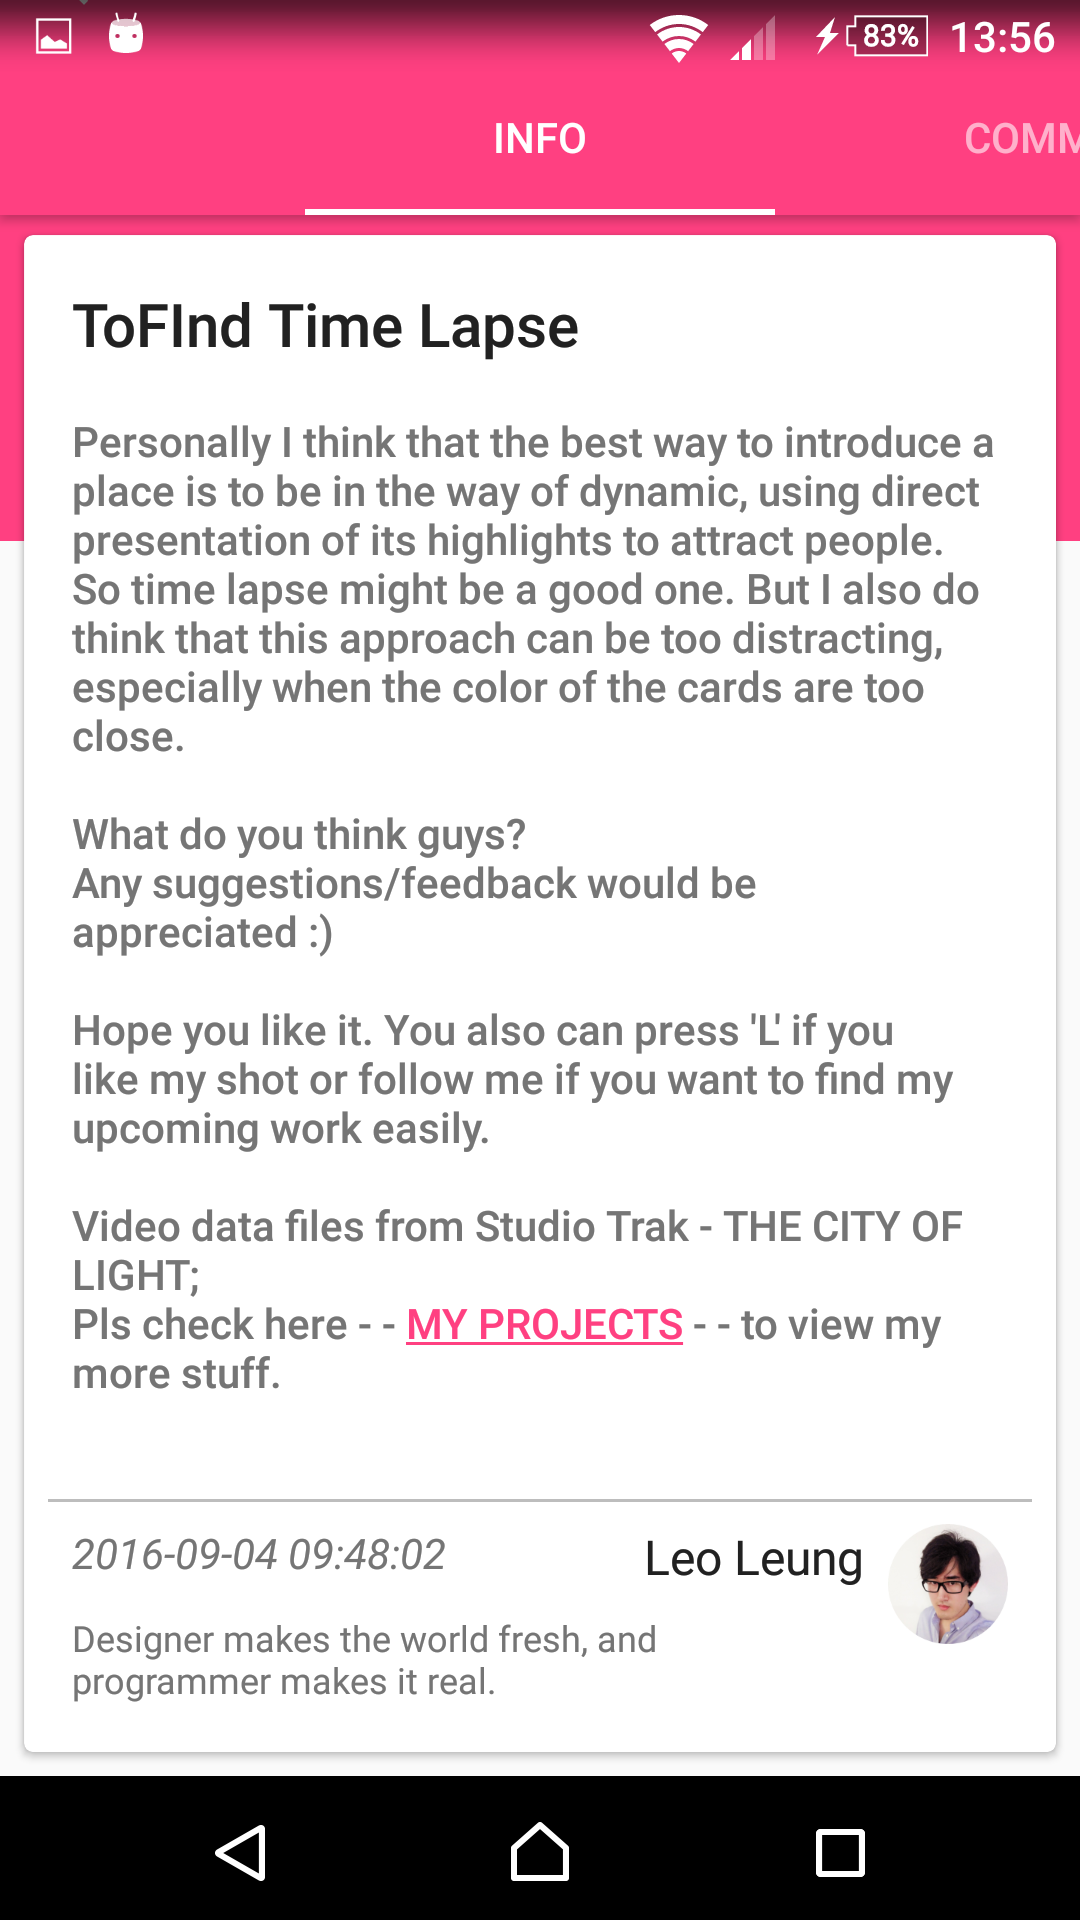 83% 13:56
INFO COMM
ToFInd Time Lapse
Personally I think that the best way to introduce a
place is to be in the way of dynamic, using direct
presentation of its highlights to attract people.
So time lapse might be a good one. But I also do
think that this approach can be too distracting,
especially when the color of the cards are too
close.
What do you think guys?
Any suggestions/feedback would be
appreciated :)
Hope you like it. You also can press 'L' if you
like my shot or follow me if you want to find my
upcoming work easily.
Video data files from Studio Trak - THE CITY OF
LIGHT;
Pls check here - - MY PROJECTS - - to view my
more stuff.
2016-09-04 09:48:02 Leo Leung
Designer makes the world fresh, and
programmer makes it real.